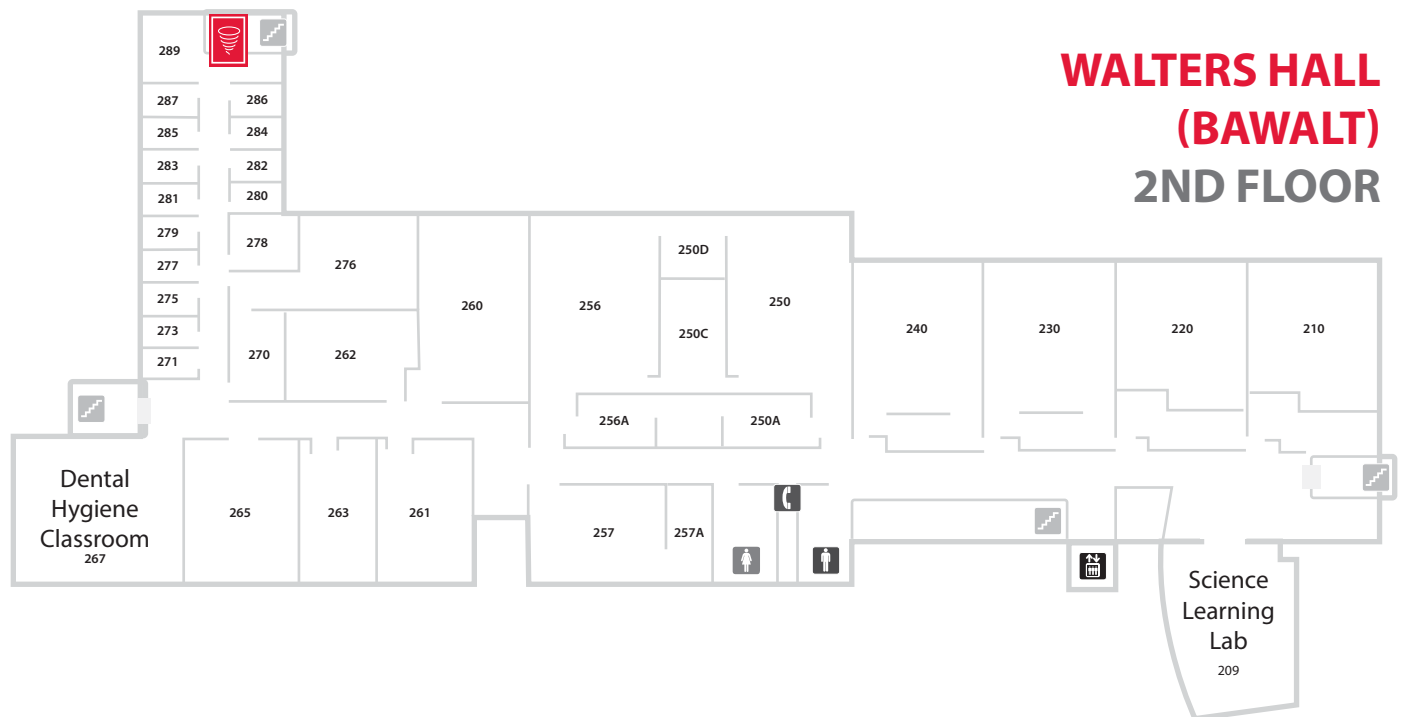 WALTERS HALL
(BAWALT)
2ND FLOOR
289
287
286
285
284
283
282
281
280
279
278
277
276
275
273
271
270
262
260
256
250D
250C
250
256A
250A
240
230
220
210
Dental
Hygiene
Classroom
267
265
263
261
257
257A
Science
Learning
Lab
209